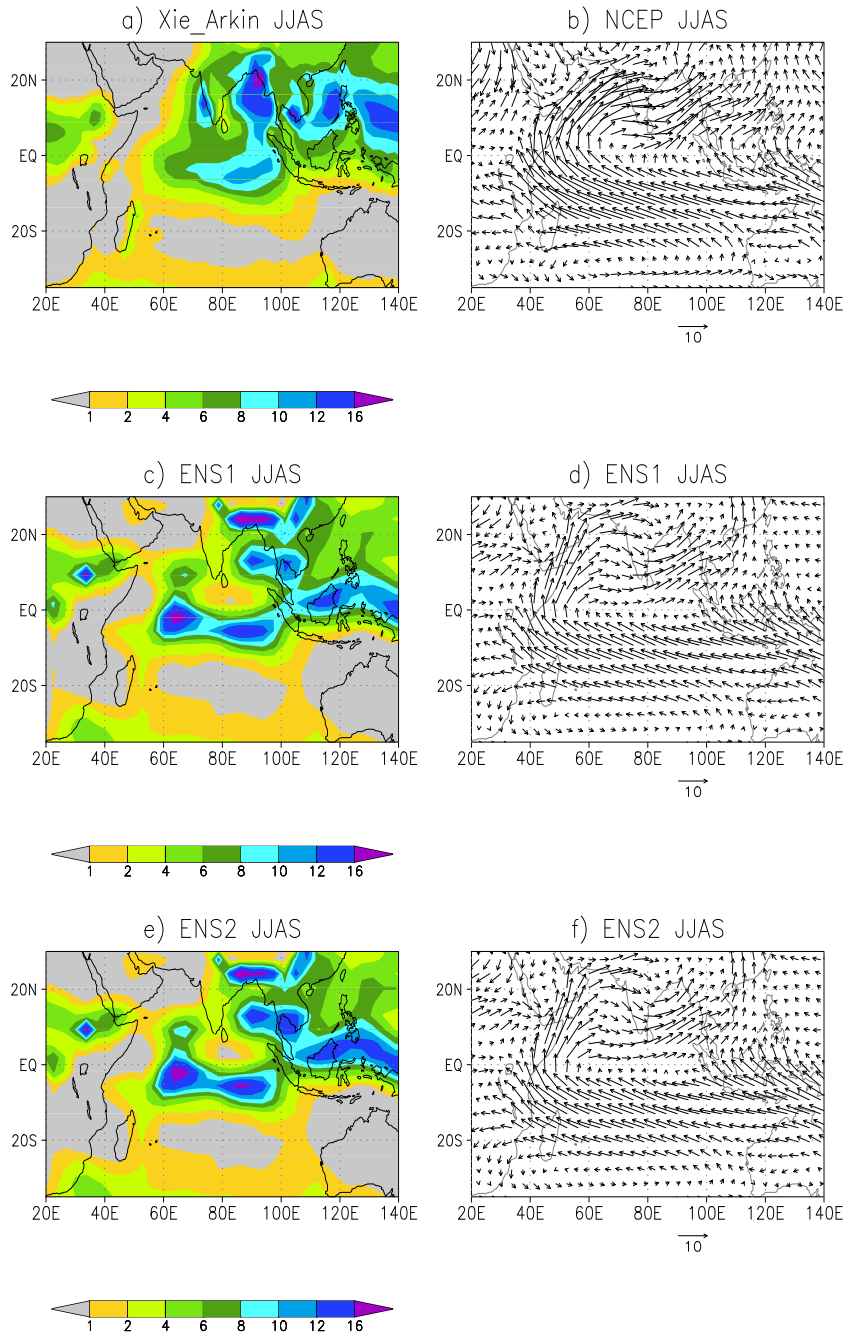 a) Xie_Arkin JJAS
b) NCEP JJAS
20N
EQ
20S
20E 40E 60E 80E 100E 120E 140E
20N
EQ
20S
20E 40E 60E 80E 100E 120E 140E
10
1 2 4 6 8 10 12 16
c) ENS1 JJAS
d) ENS1 JJAS
20N
EQ
20S
20E 40E 60E 80E 100E 120E 140E
20N
EQ
20S
20E 40E 60E 80E 100E 120E 140E
10
1 2 4 6 8 10 12 16
e) ENS2 JJAS
f) ENS2 JJAS
20N
EQ
20S
20E 40E 60E 80E 100E 120E 140E
20N
EQ
20S
20E 40E 60E 80E 100E 120E 140E
10
1 2 4 6 8 10 12 16